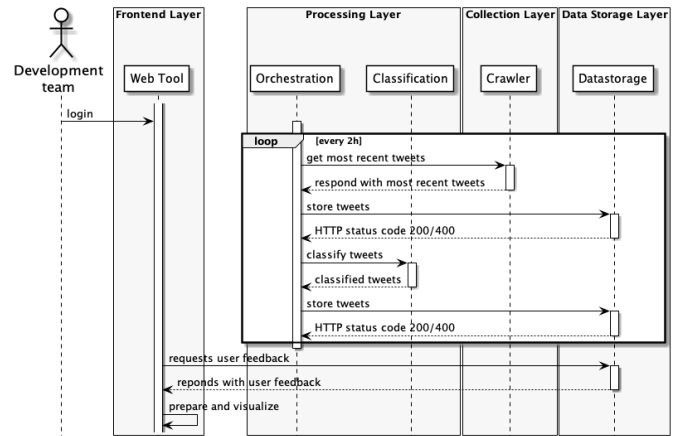 Frontend Layer
Processing Layer
Collection Layer
Data Storage Layer
Development
team
Web Tool
Orchestration
Classification
Crawler
Datastorage
login
loop
[every 2h]
get most recent tweets
respond with most recent tweets
store tweets
HTTP status code 200/400
classify tweets
classified tweets
store tweets
HTTP status code 200/400
requests user feedback
reponds with user feedback
prepare and visualize